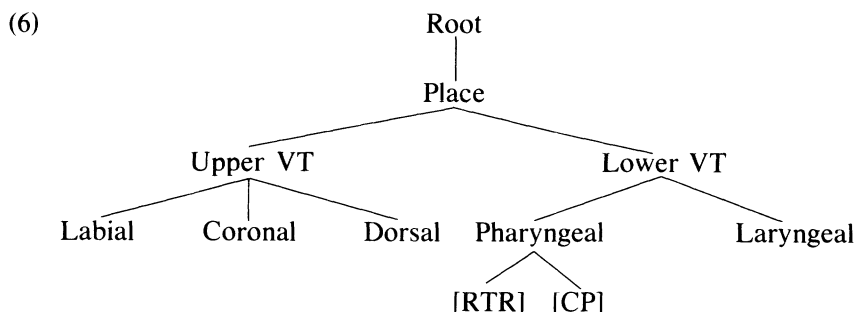 (6) Root
Place
Upper VT Lower VT
Labial Coronal Dorsal Pharyngeal Laryngeal
[RTR] [CP]